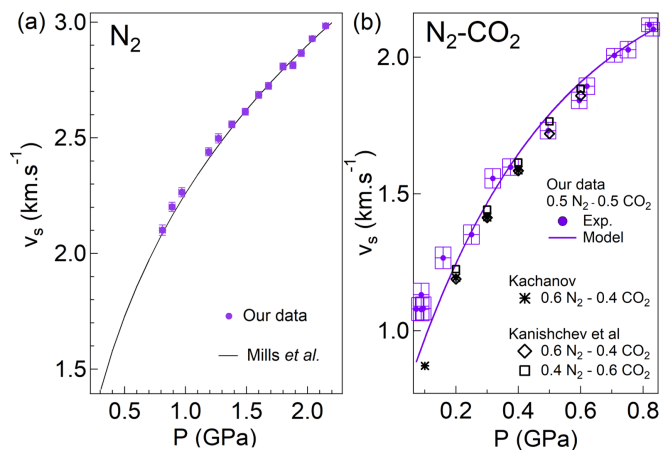 (a)
N2
3.0
2.5
2.0
1.5
vs (km.s-1)
Our data
Mills et al.
0.5
1.0
1.5
2.0
P (GPa)
(b)
N2-CO2
2.0
1.5
1.0
vs (km.s-1)
Our data
0.5 N2 - 0.5 CO2
Exp.
Model
Kachanov
0.6 N2 - 0.4 CO2
Kanishchev et al
0.6 N2 - 0.4 CO2
0.4 N2 - 0.6 CO2
0.2
0.4
0.6
0.8
P (GPa)